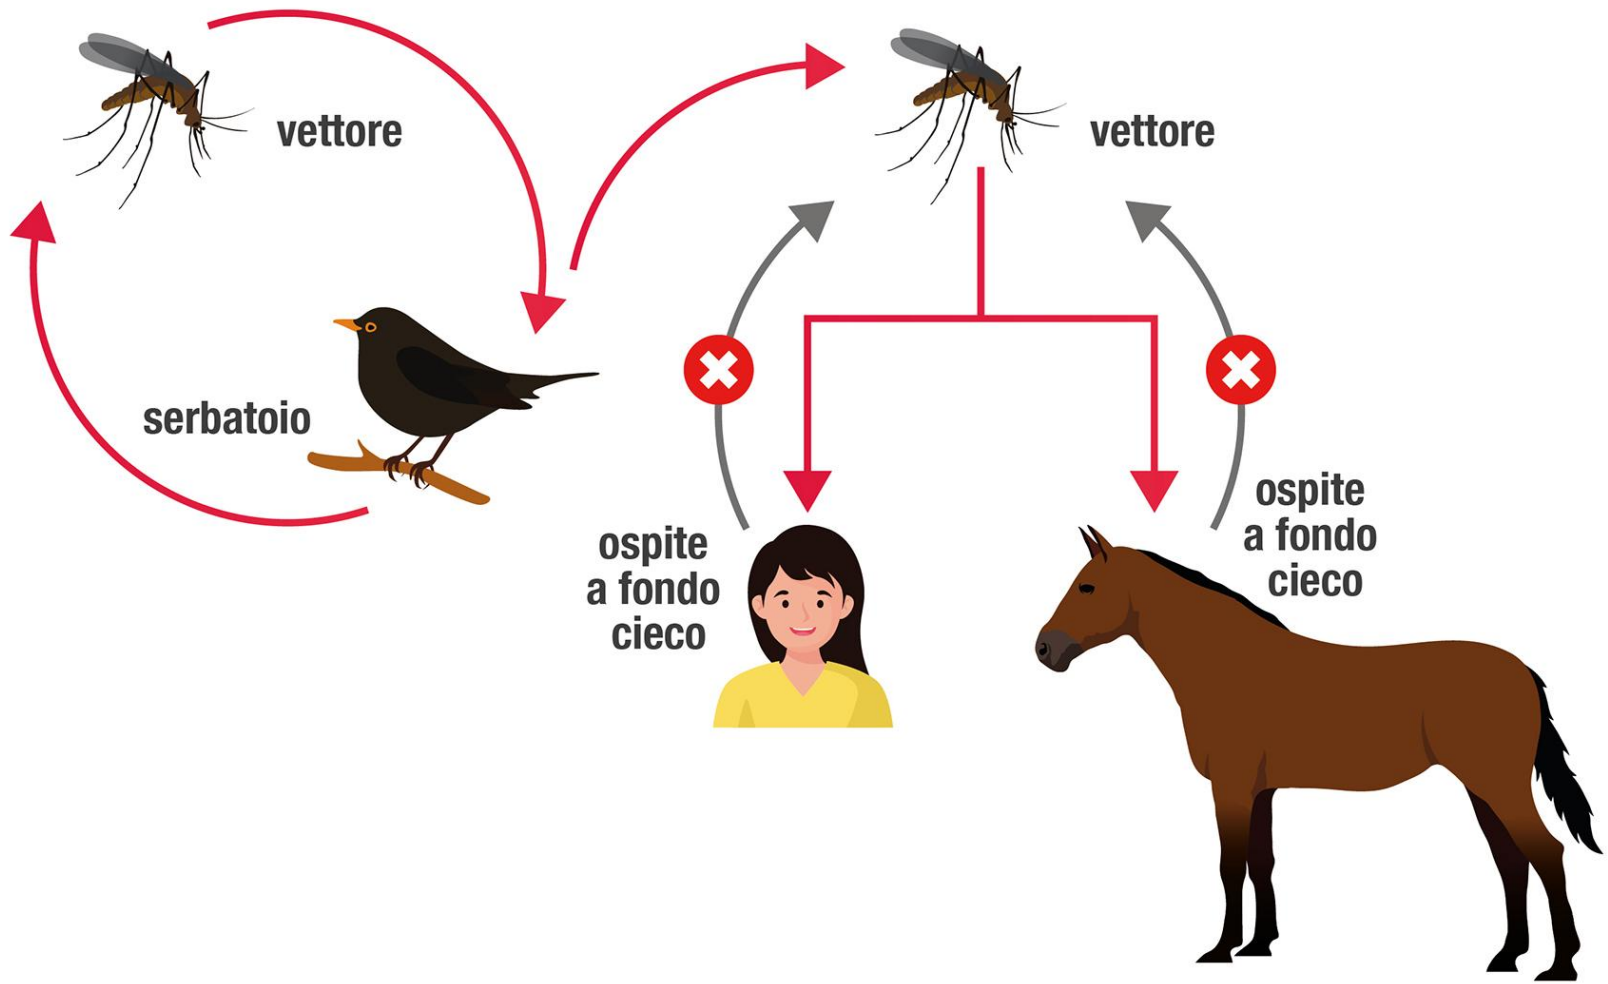 vettore
vettore
serbatoio
ospite
a fondo
cieco
ospite
a fondo
cieco